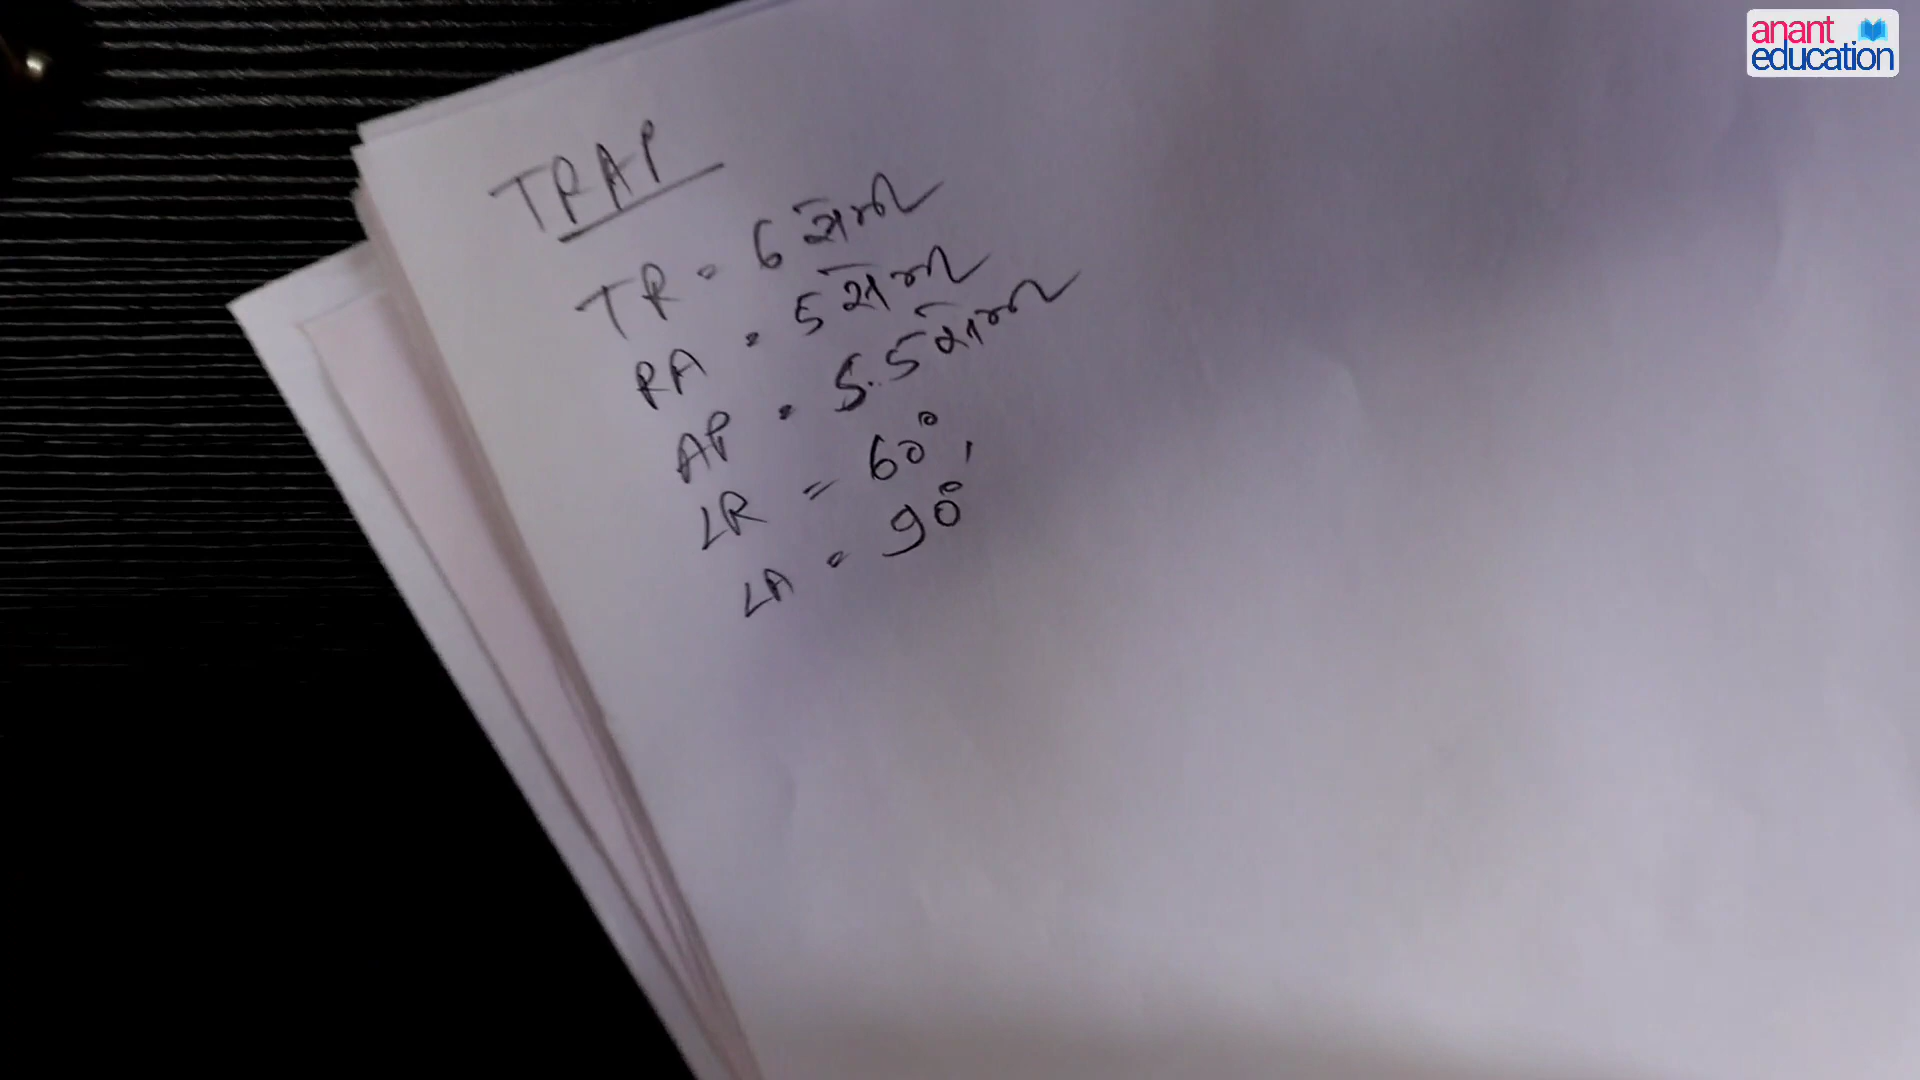 TRAP
TR = 6 સેમી
RA = 5 સેમી
AP = 5.5 સેમી
∠R = 60°,
∠A = 90°
anant
education